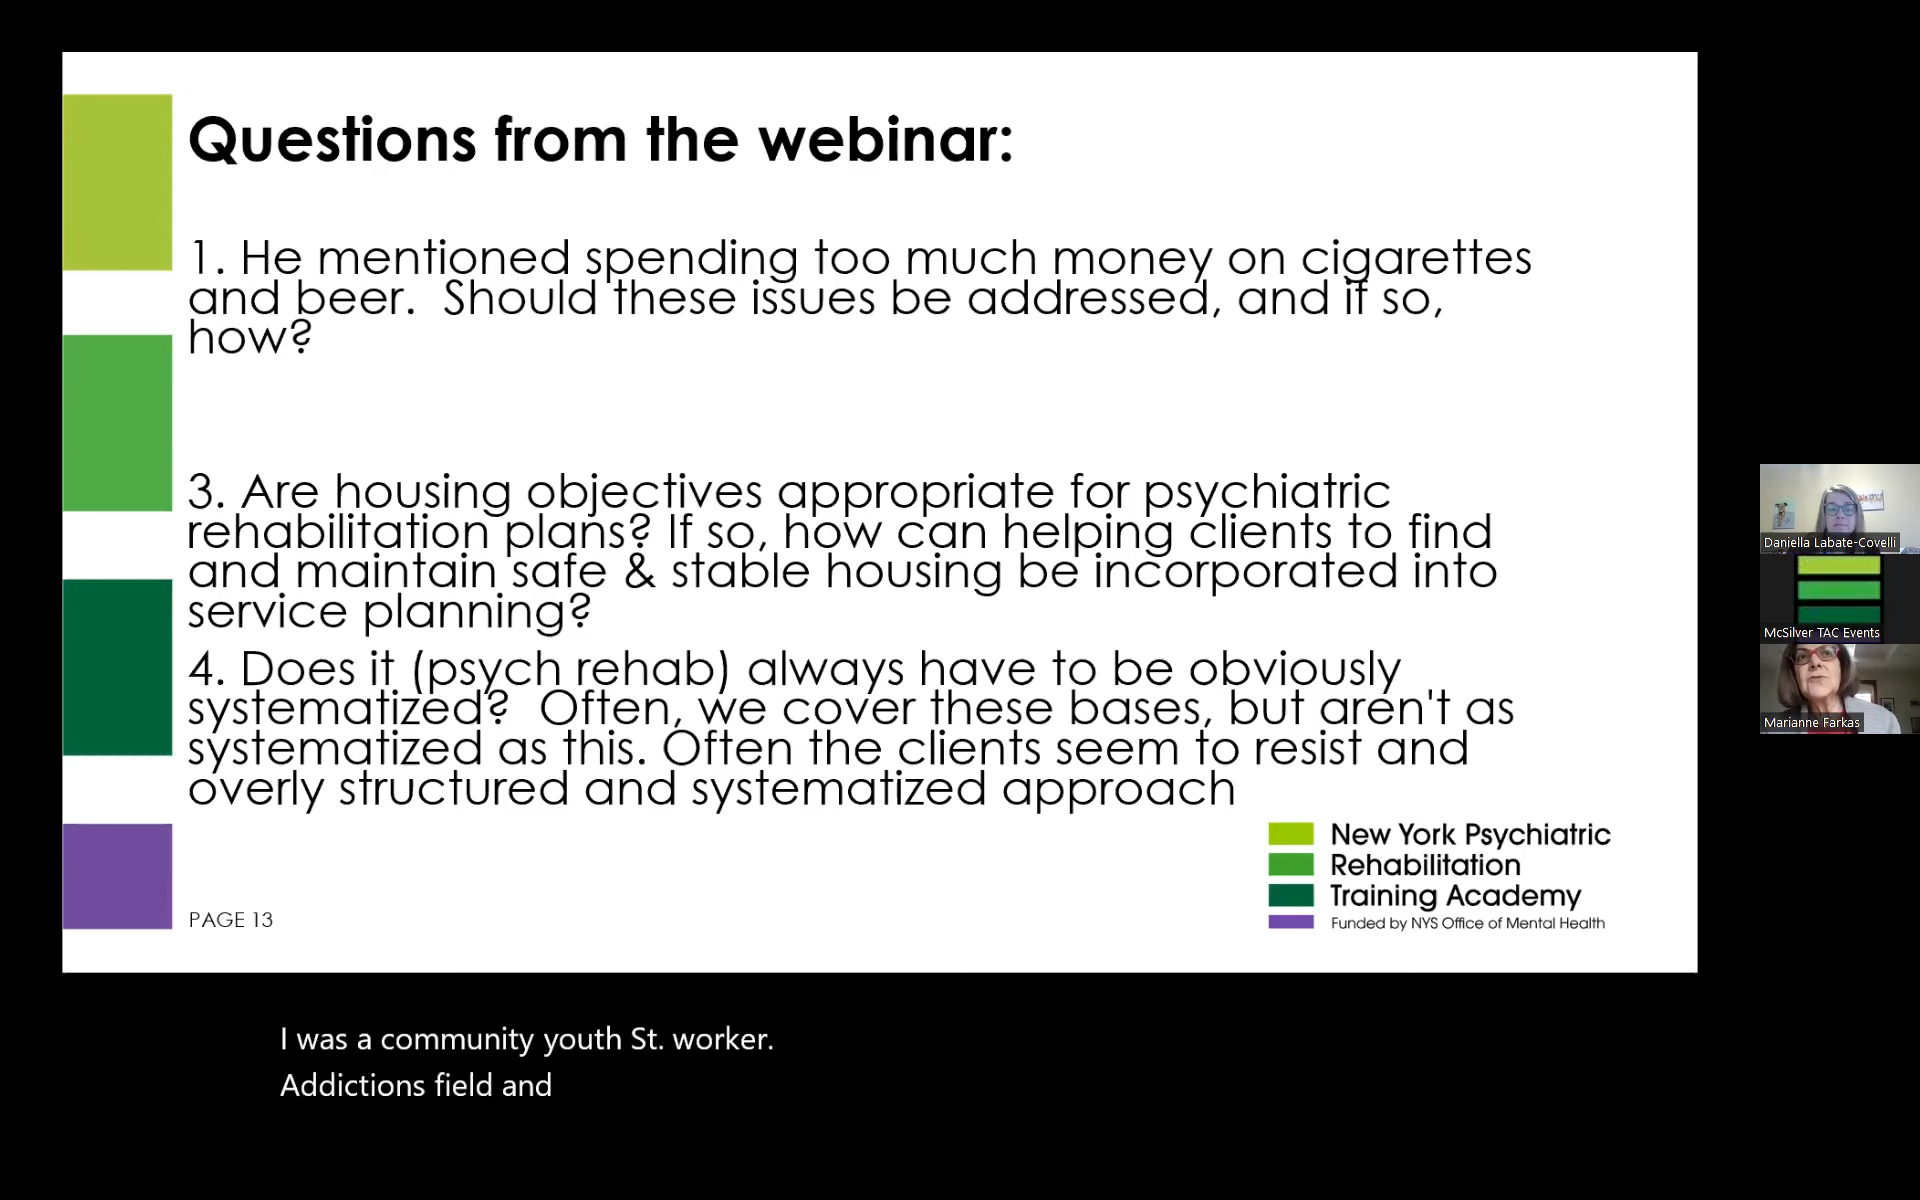 Questions from the webinar:
1. He mentioned spending too much money on cigarettes
and beer.  Should these issues be addressed, and if so,
how?
3. Are housing objectives appropriate for psychiatric
rehabilitation plans? If so, how can helping clients to find
and maintain safe & stable housing be incorporated into
service planning?
4. Does it (psych rehab) always have to be obviously
systematized?  Often, we cover these bases, but aren't as
systematized as this. Often the clients seem to resist and
overly structured and systematized approach
New York Psychiatric
Rehabilitation
Training Academy
Funded by NYS Office of Mental Health
PAGE 13
Daniella Labate-Covelli
McSilver TAC Events
Marianne Farkas
I was a community youth St. worker.
Addictions field and